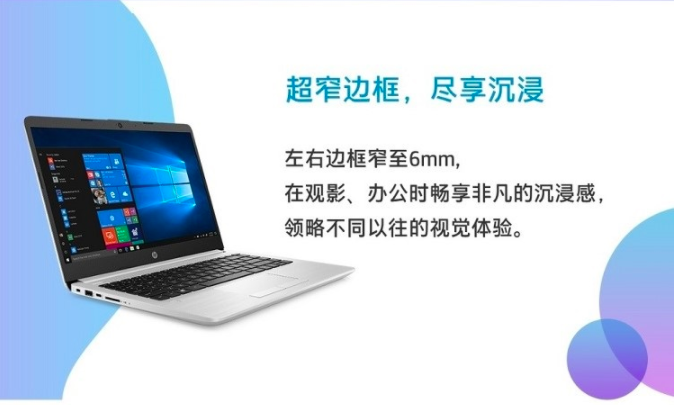 超窄边框，尽享沉浸
左右边框窄至6mm，
在观影、办公时畅享非凡的沉浸感，
领略不同以往的视觉体验。
hp